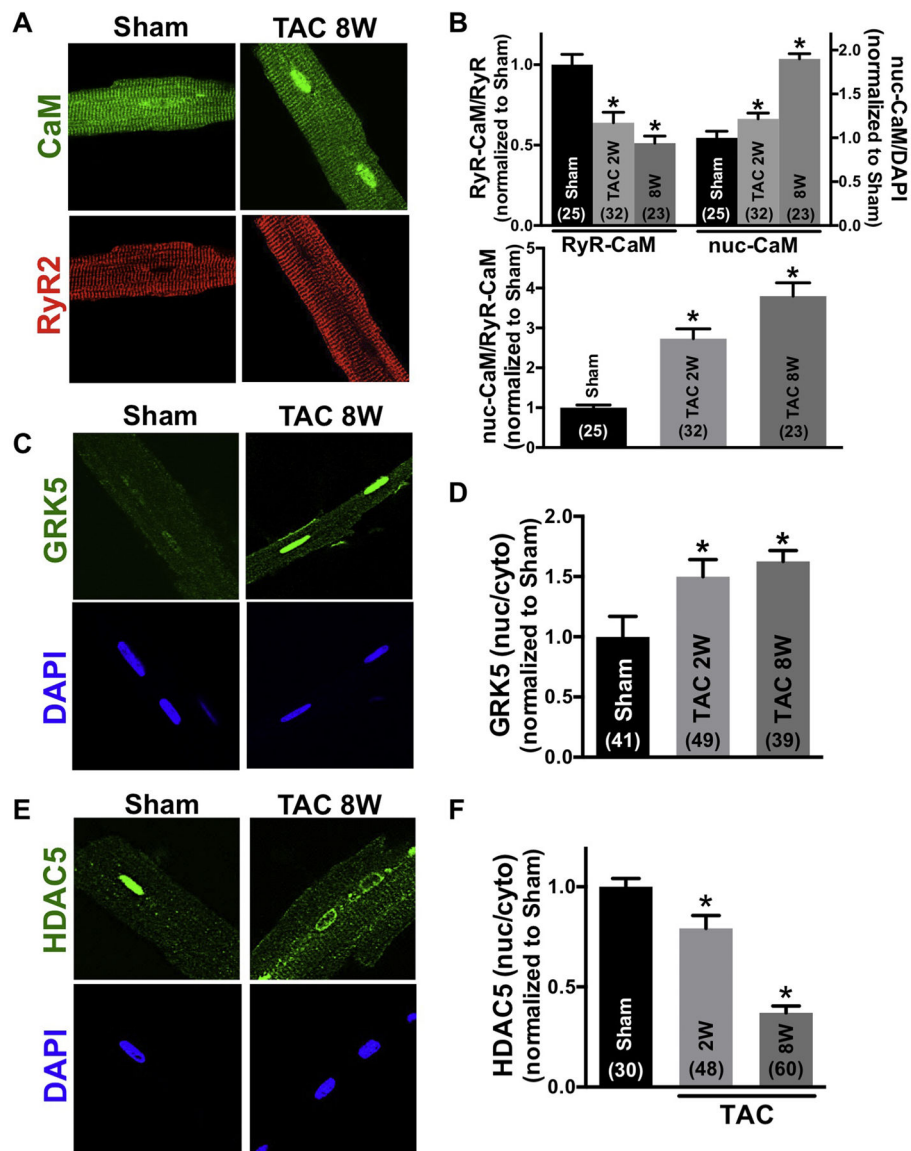 A
Sham
TAC 8W
CaM
RyR2
B
RyR-CaM/RyR
(normalized to Sham)
1.0
0.5
0.0
Sham
(25)
*
TAC 2W
(32)
*
8W
(23)
RyR-CaM
Sham
(25)
*
TAC 2W
(32)
*
8W
(23)
nuc-CaM
2.0
1.5
1.0
0.5
0.0
nuc-CaM/DAPI
(normalized to Sham)
nuc-CaM/RyR-CaM
(normalized to Sham)
5
4
3
2
1
0
Sham
(25)
*
TAC 2W
(32)
*
TAC 8W
(23)
C
Sham
TAC 8W
GRK5
DAPI
D
GRK5 (nuc/cyto)
(normalized to Sham)
2.0
1.5
1.0
0.5
0.0
Sham
(41)
*
TAC 2W
(49)
*
TAC 8W
(39)
E
Sham
TAC 8W
HDAC5
DAPI
F
HDAC5 (nuc/cyto)
(normalized to Sham)
1.0
0.5
0.0
Sham
(30)
*
2W
(48)
*
8W
(60)
TAC